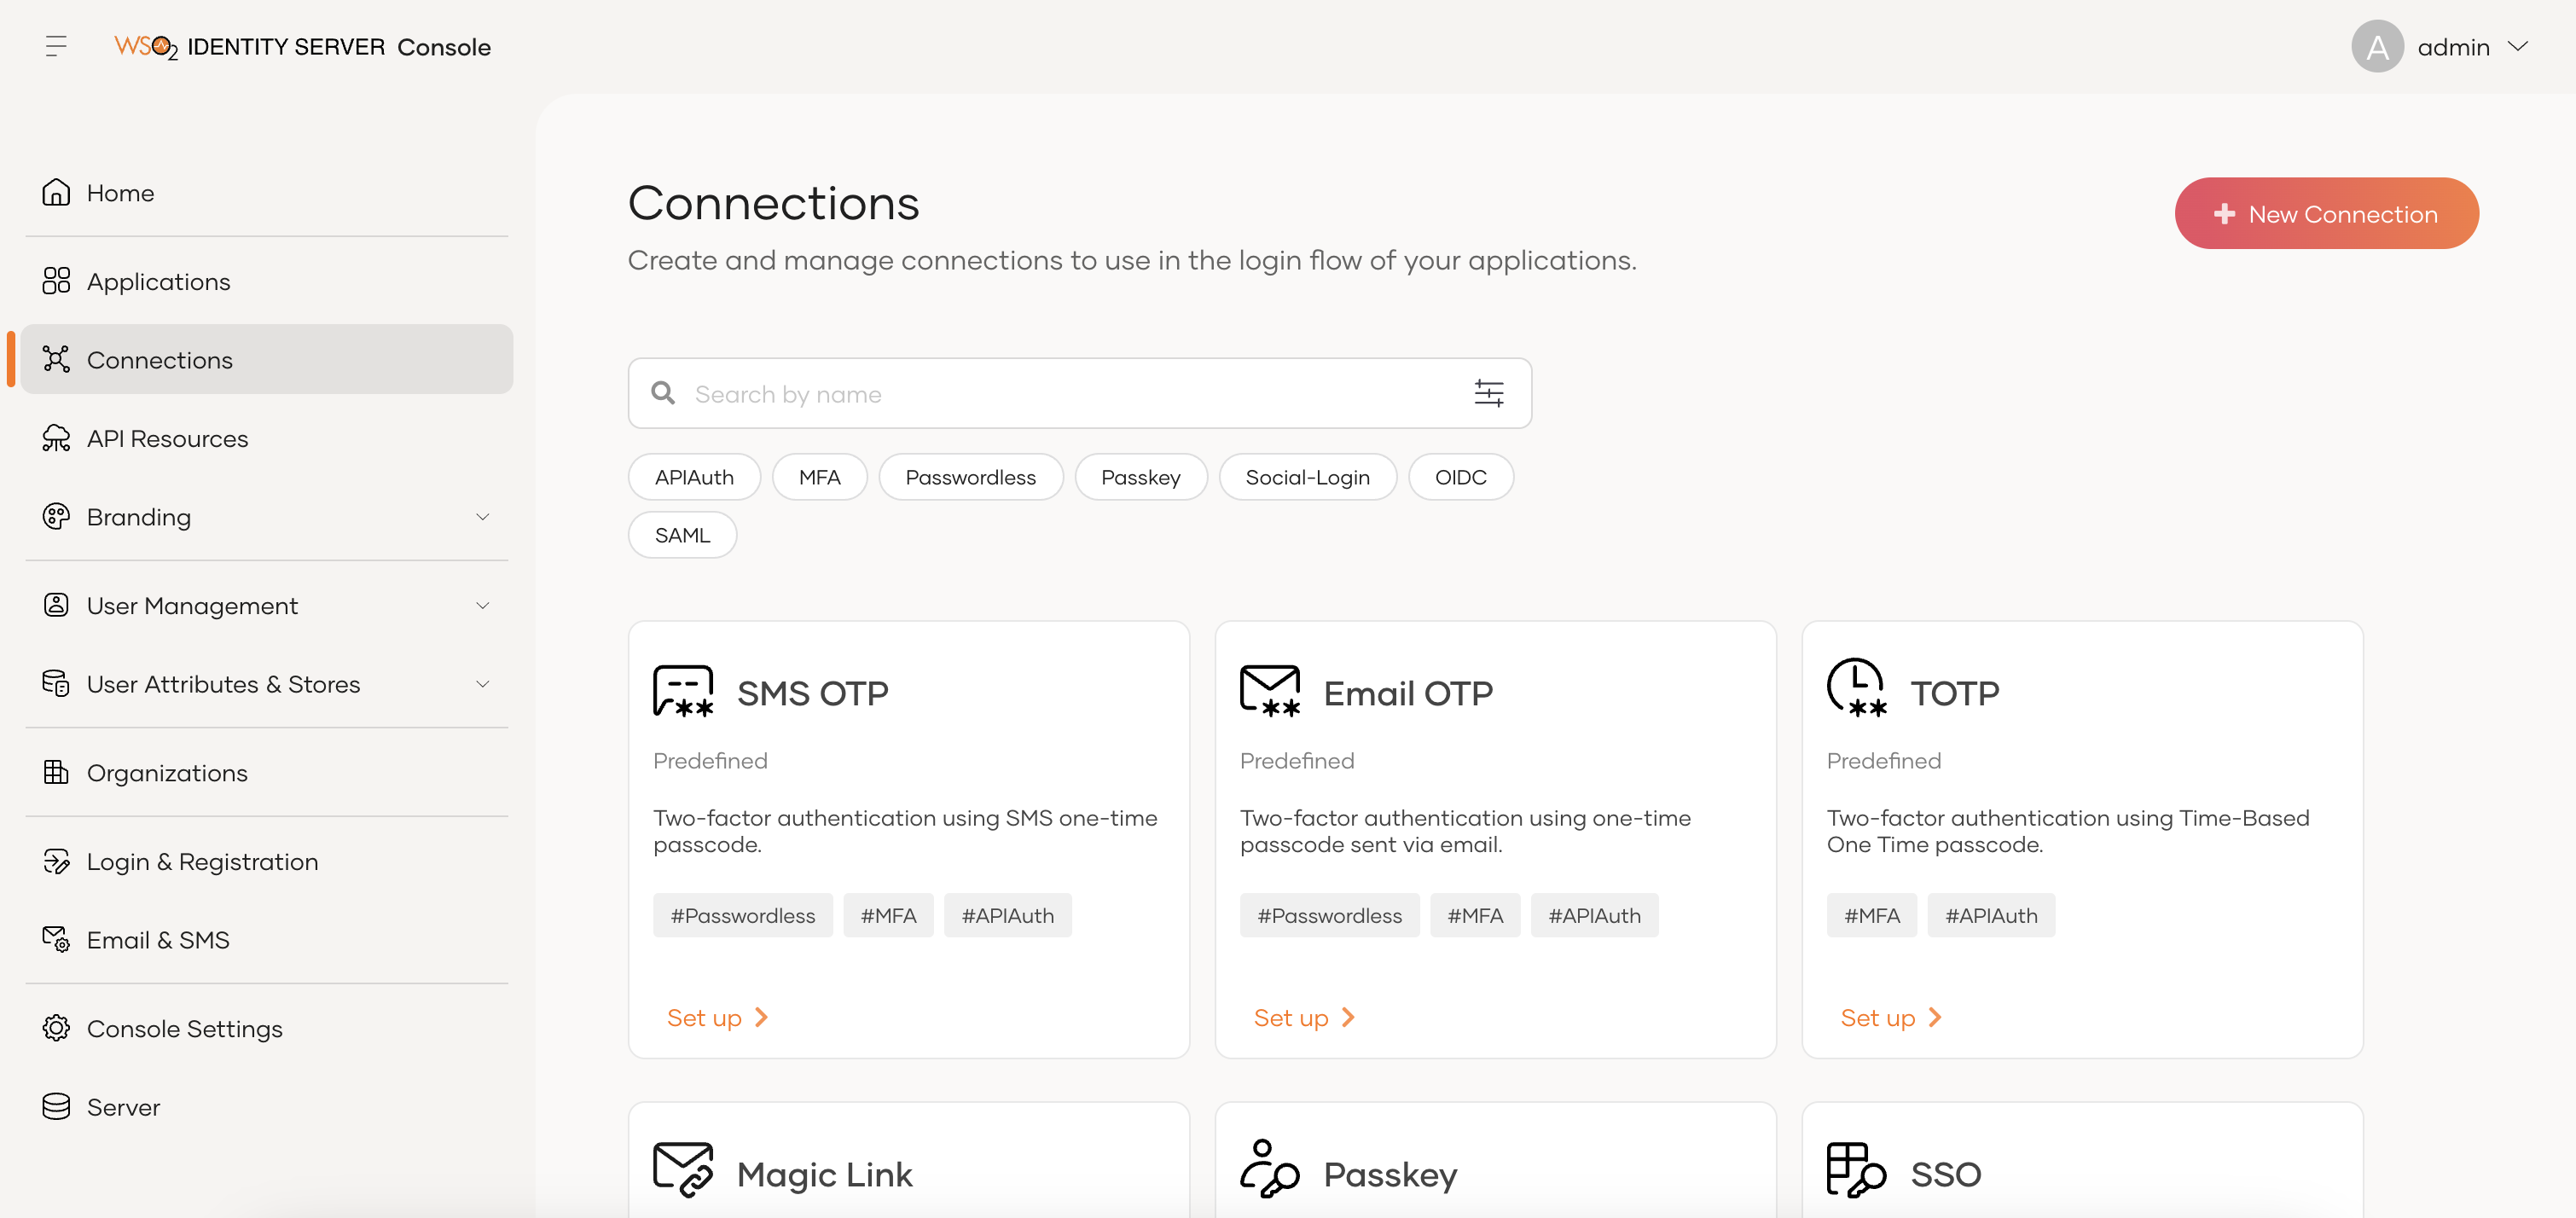 WSO2 IDENTITY SERVER Console
A admin
Home
Applications
Connections
API Resources
Branding
User Management
User Attributes & Stores
Organizations
Login & Registration
Email & SMS
Console Settings
Server
Connections
Create and manage connections to use in the login flow of your applications.
New Connection
Search by name
APIAuth MFA Passwordless Passkey Social-Login OIDC
SAML
SMS OTP
Predefined
Two-factor authentication using SMS one-time
passcode.
#Passwordless #MFA #APIAuth
Set up
Email OTP
Predefined
Two-factor authentication using one-time
passcode sent via email.
#Passwordless #MFA #APIAuth
Set up
TOTP
Predefined
Two-factor authentication using Time-Based
One Time passcode.
#MFA #APIAuth
Set up
Magic Link
Passkey
SSO